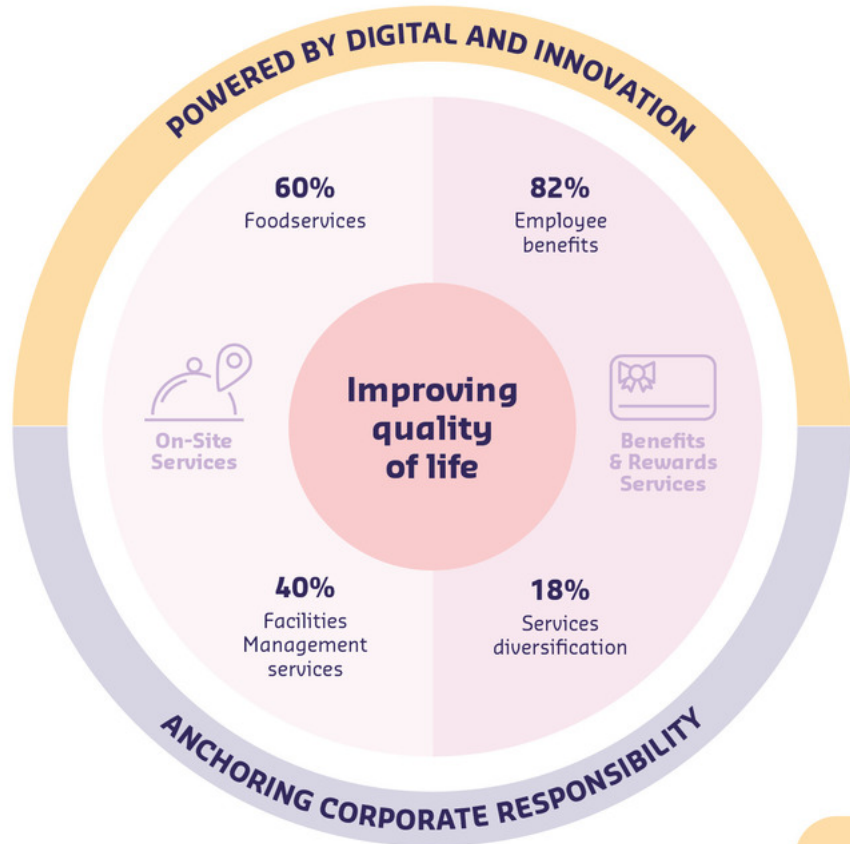 POWERED BY DIGITAL AND INNOVATION
60%
Foodservices
82%
Employee
benefits
On-Site
Services
Improving
quality
of life
Benefits
& Rewards
Services
40%
Facilities
Management
services
18%
Services
diversification
ANCHORING CORPORATE RESPONSIBILITY